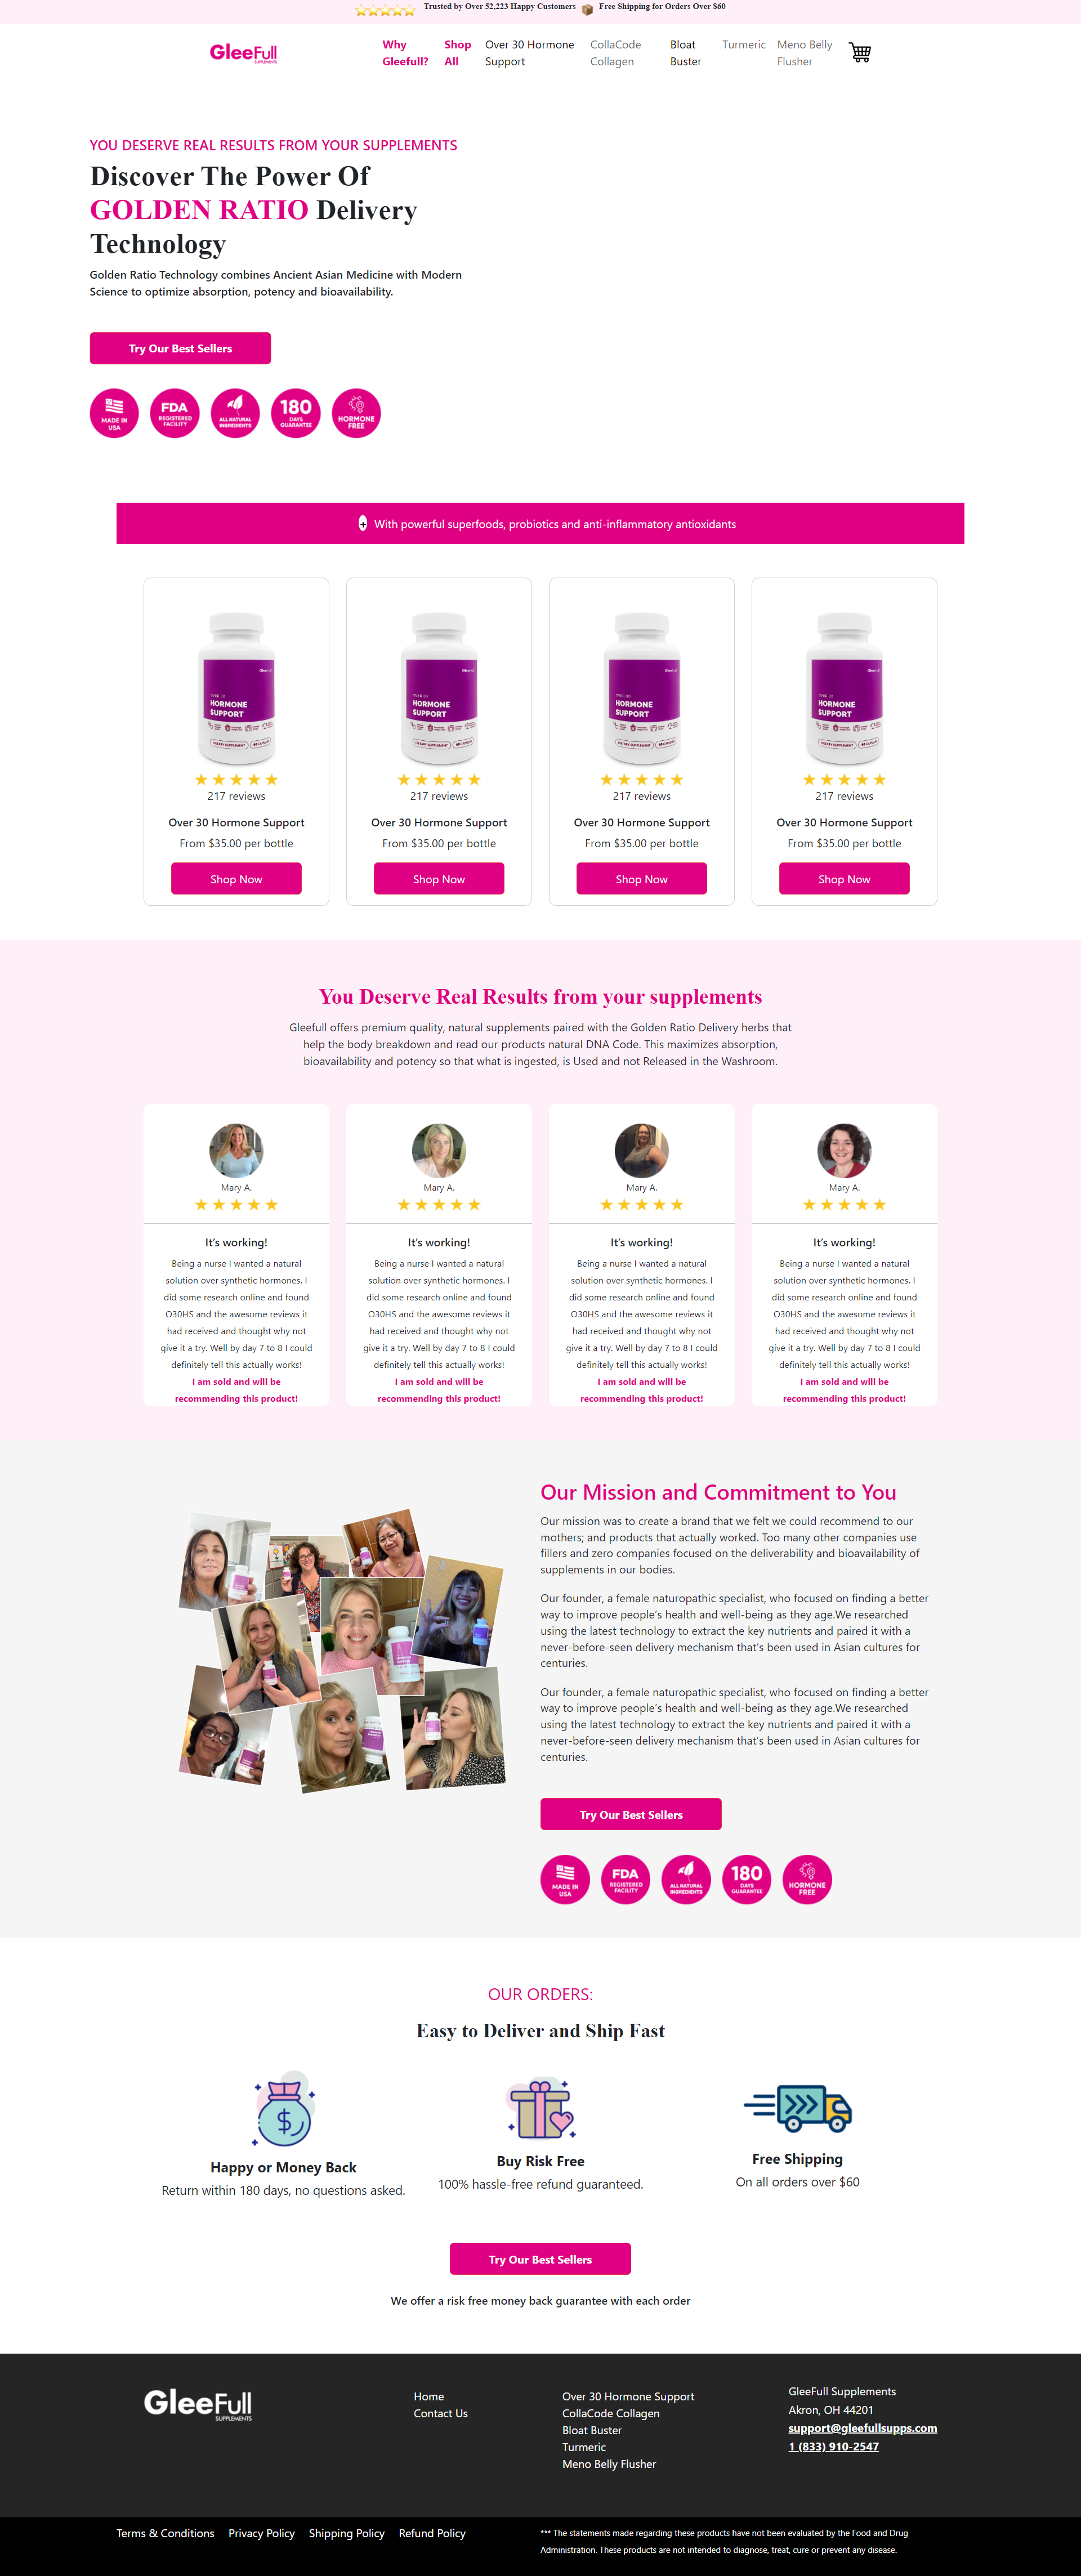 Trusted by Over 52,223 Happy Customers
Free Shipping for Orders Over $60
GleeFull
SUPPLEMENTS
Why
Gleefull?
Shop
All
Over 30 Hormone
Support
CollaCode
Collagen
Bloat
Buster
Turmeric
Meno Belly
Flusher
YOU DESERVE REAL RESULTS FROM YOUR SUPPLEMENTS
Discover The Power Of
GOLDEN RATIO Delivery
Technology
Golden Ratio Technology combines Ancient Asian Medicine with Modern
Science to optimize absorption, potency and bioavailability.
Try Our Best Sellers
MADE IN
USA
FDA
REGISTERED
FACILITY
ALL NATURAL
INGREDIENTS
180
DAYS
GUARANTEE
HORMONE
FREE
With powerful superfoods, probiotics and anti-inflammatory antioxidants
OVER 30
HORMONE
SUPPORT
DIETARY SUPPLEMENT
217 reviews
Over 30 Hormone Support
From $35.00 per bottle
Shop Now
OVER 30
HORMONE
SUPPORT
DIETARY SUPPLEMENT
217 reviews
Over 30 Hormone Support
From $35.00 per bottle
Shop Now
OVER 30
HORMONE
SUPPORT
DIETARY SUPPLEMENT
217 reviews
Over 30 Hormone Support
From $35.00 per bottle
Shop Now
OVER 30
HORMONE
SUPPORT
DIETARY SUPPLEMENT
217 reviews
Over 30 Hormone Support
From $35.00 per bottle
Shop Now
You Deserve Real Results from your supplements
Gleefull offers premium quality, natural supplements paired with the Golden Ratio Delivery herbs that
help the body breakdown and read our products natural DNA Code. This maximizes absorption,
bioavailability and potency so that what is ingested, is Used and not Released in the Washroom.
Mary A.
It's working!
Being a nurse I wanted a natural
solution over synthetic hormones. I
did some research online and found
O30HS and the awesome reviews it
had received and thought why not
give it a try. Well by day 7 to 8 I could
definitely tell this actually works!
I am sold and will be
recommending this product!
Mary A.
It's working!
Being a nurse I wanted a natural
solution over synthetic hormones. I
did some research online and found
O30HS and the awesome reviews it
had received and thought why not
give it a try. Well by day 7 to 8 I could
definitely tell this actually works!
I am sold and will be
recommending this product!
Mary A.
It's working!
Being a nurse I wanted a natural
solution over synthetic hormones. I
did some research online and found
O30HS and the awesome reviews it
had received and thought why not
give it a try. Well by day 7 to 8 I could
definitely tell this actually works!
I am sold and will be
recommending this product!
Mary A.
It's working!
Being a nurse I wanted a natural
solution over synthetic hormones. I
did some research online and found
O30HS and the awesome reviews it
had received and thought why not
give it a try. Well by day 7 to 8 I could
definitely tell this actually works!
I am sold and will be
recommending this product!
Our Mission and Commitment to You
Our mission was to create a brand that we felt we could recommend to our
mothers; and products that actually worked. Too many other companies use
fillers and zero companies focused on the deliverability and bioavailability of
supplements in our bodies.
Our founder, a female naturopathic specialist, who focused on finding a better
way to improve people's health and well-being as they age.We researched
using the latest technology to extract the key nutrients and paired it with a
never-before-seen delivery mechanism that's been used in Asian cultures for
centuries.
Our founder, a female naturopathic specialist, who focused on finding a better
way to improve people's health and well-being as they age.We researched
using the latest technology to extract the key nutrients and paired it with a
never-before-seen delivery mechanism that's been used in Asian cultures for
centuries.
Try Our Best Sellers
MADE IN
USA
FDA
REGISTERED
FACILITY
ALL NATURAL
INGREDIENTS
180
DAYS
GUARANTEE
HORMONE
FREE
OUR ORDERS:
Easy to Deliver and Ship Fast
Happy or Money Back
Return within 180 days, no questions asked.
Buy Risk Free
100% hassle-free refund guaranteed.
Free Shipping
On all orders over $60
Try Our Best Sellers
We offer a risk free money back guarantee with each order
GleeFull
SUPPLEMENTS
Home
Contact Us
Over 30 Hormone Support
CollaCode Collagen
Bloat Buster
Turmeric
Meno Belly Flusher
GleeFull Supplements
Akron, OH 44201
support@gleefullsupps.com
1 (833) 910-2547
Terms & Conditions
Privacy Policy
Shipping Policy
Refund Policy
*** The statements made regarding these products have not been evaluated by the Food and Drug
Administration. These products are not intended to diagnose, treat, cure or prevent any disease.